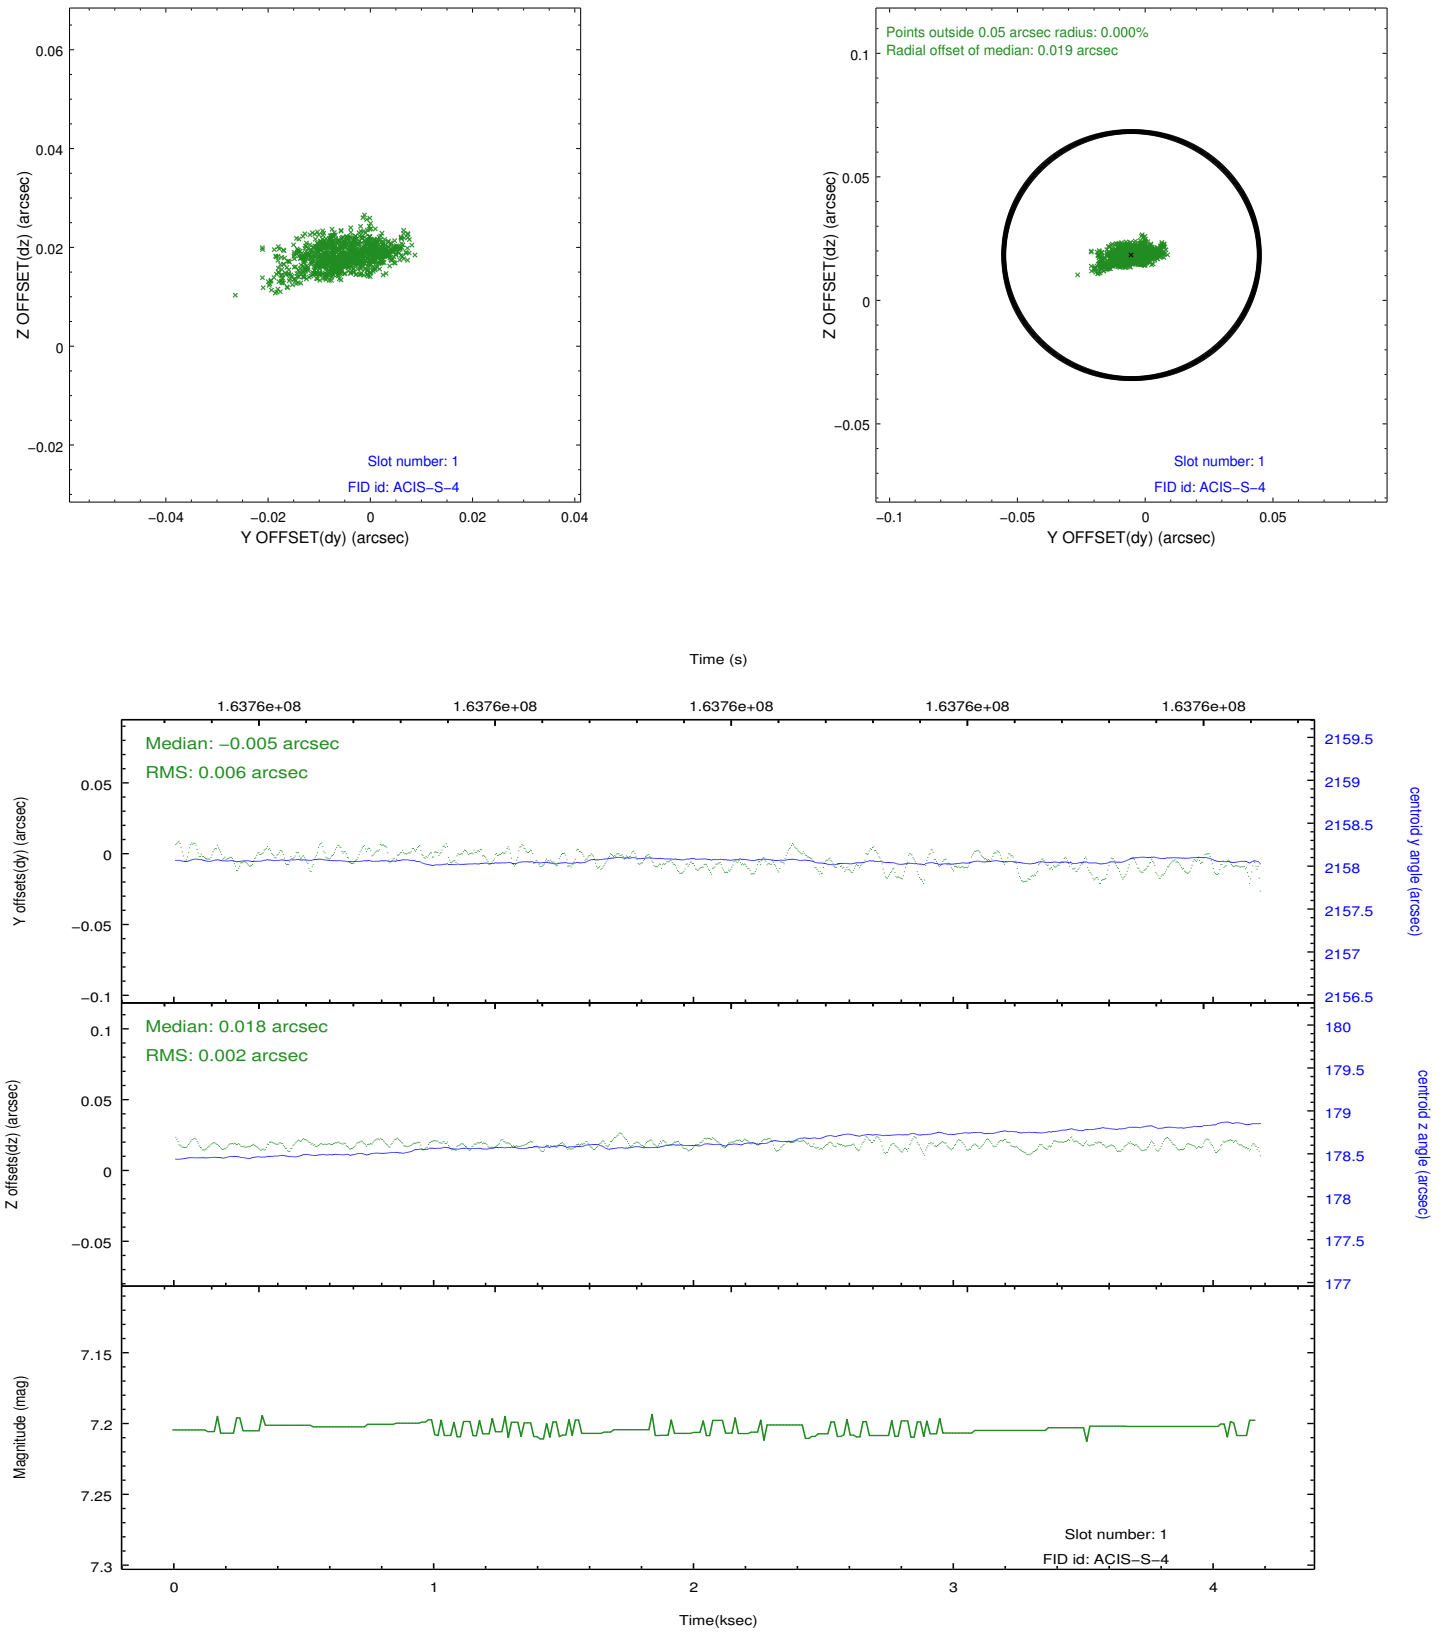 0.06
0.04
0.02
0
−0.02
Z OFFSET(dz) (arcsec)
Slot number: 1
FID id: ACIS−S−4
−0.04 −0.02 0 0.02 0.04
Y OFFSET(dy) (arcsec)
Points outside 0.05 arcsec radius: 0.000%
Radial offset of median: 0.019 arcsec
0.1
0.05
0
−0.05
Z OFFSET(dz) (arcsec)
Slot number: 1
FID id: ACIS−S−4
−0.1 −0.05 0 0.05
Y OFFSET(dy) (arcsec)
Time (s)
1.6376e+08 1.6376e+08 1.6376e+08 1.6376e+08 1.6376e+08
Median: −0.005 arcsec
RMS: 0.006 arcsec
0.05
0
−0.05
−0.1
Y offsets(dy) (arcsec)
2159.5
2159
2158.5
2158
2157.5
2157
2156.5
centroid y angle (arcsec)
Median: 0.018 arcsec
RMS: 0.002 arcsec
0.1
0.05
0
−0.05
Z offsets(dz) (arcsec)
180
179.5
179
178.5
178
177.5
177
centroid z angle (arcsec)
7.15
7.2
7.25
7.3
Magnitude (mag)
Slot number: 1
FID id: ACIS−S−4
0 1 2 3 4
Time(ksec)